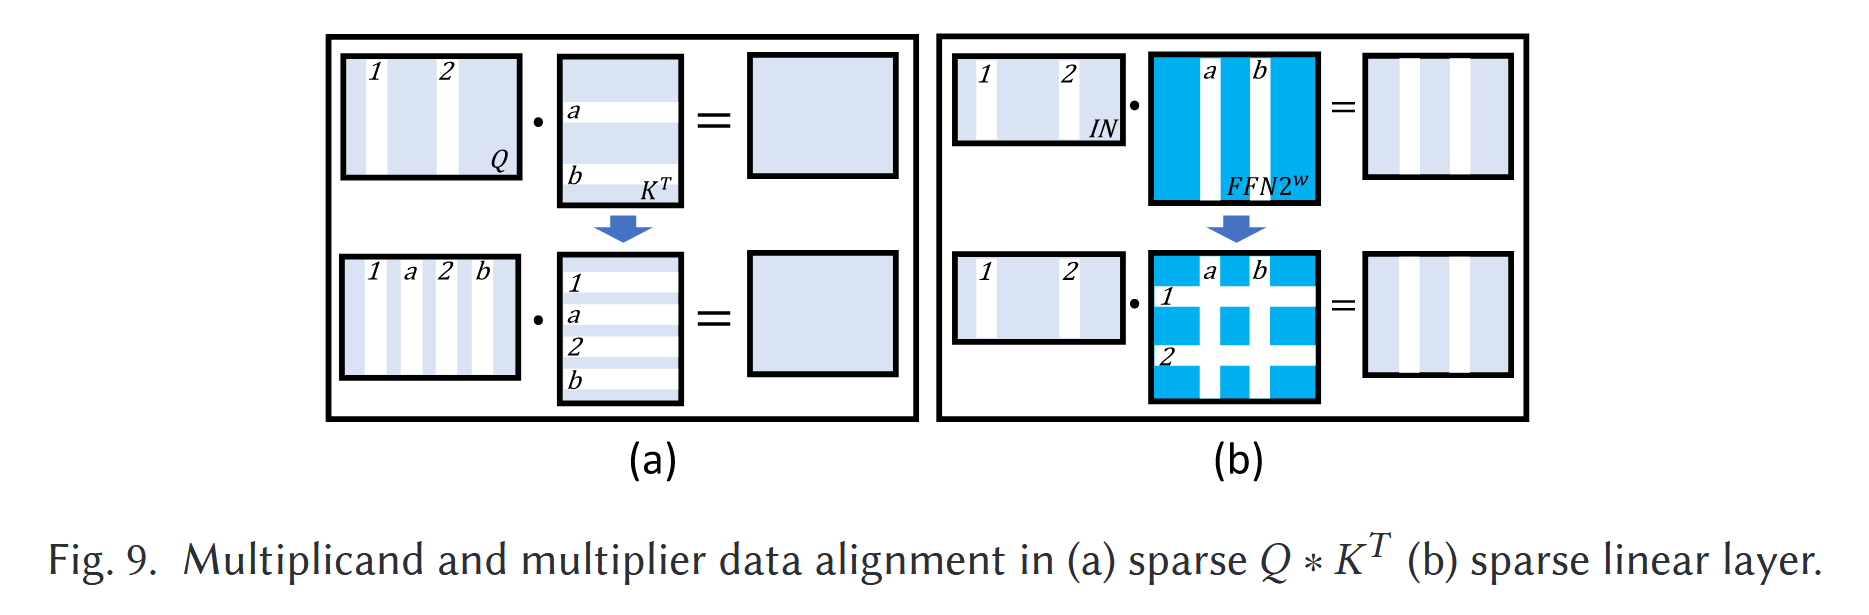 1 2 Q · a b K^T =
1 2 IN · a b FFN2^w =
1 a 2 b · 1 a 2 b =
1 2 · a b 1 2 =
(a)
(b)
Fig. 9. Multiplicand and multiplier data alignment in (a) sparse Q * K^T (b) sparse linear layer.